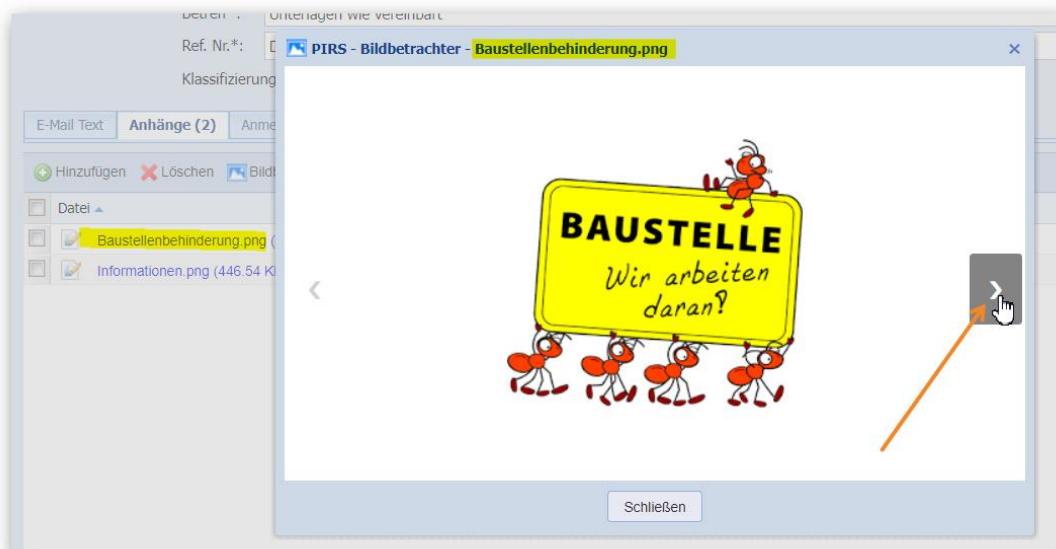 Betreff*: Unterlagen wie vereinbart
Ref. Nr.*:
Klassifizierung
PIRS - Bildbetrachter - Baustellenbehinderung.png
E-Mail Text Anhänge (2)
Hinzufügen Löschen
Datei
Baustellenbehinderung.png (
Informationen.png (446.54
BAUSTELLE
Wir arbeiten
daran?
Schließen